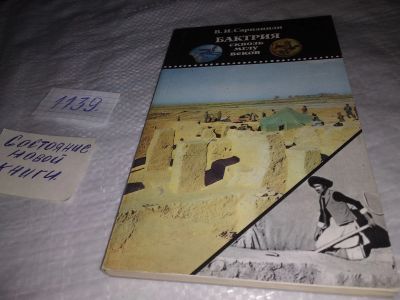 В. И. Сарианиди
БАКТРИЯ
СКВОЗЬ
МГЛУ
ВЕКОВ
1139
Состояние
новой
книги